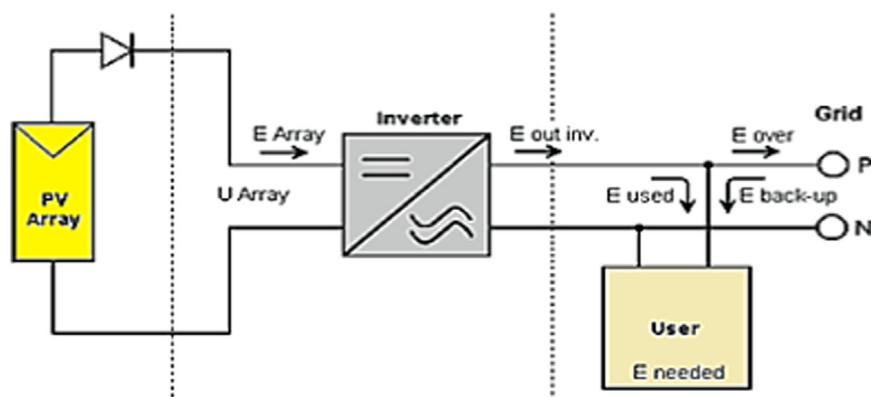 Inverter
Grid
E Array
E out inv.
E over
P
PV
Array
U Array
E used
E back-up
N
User
E needed